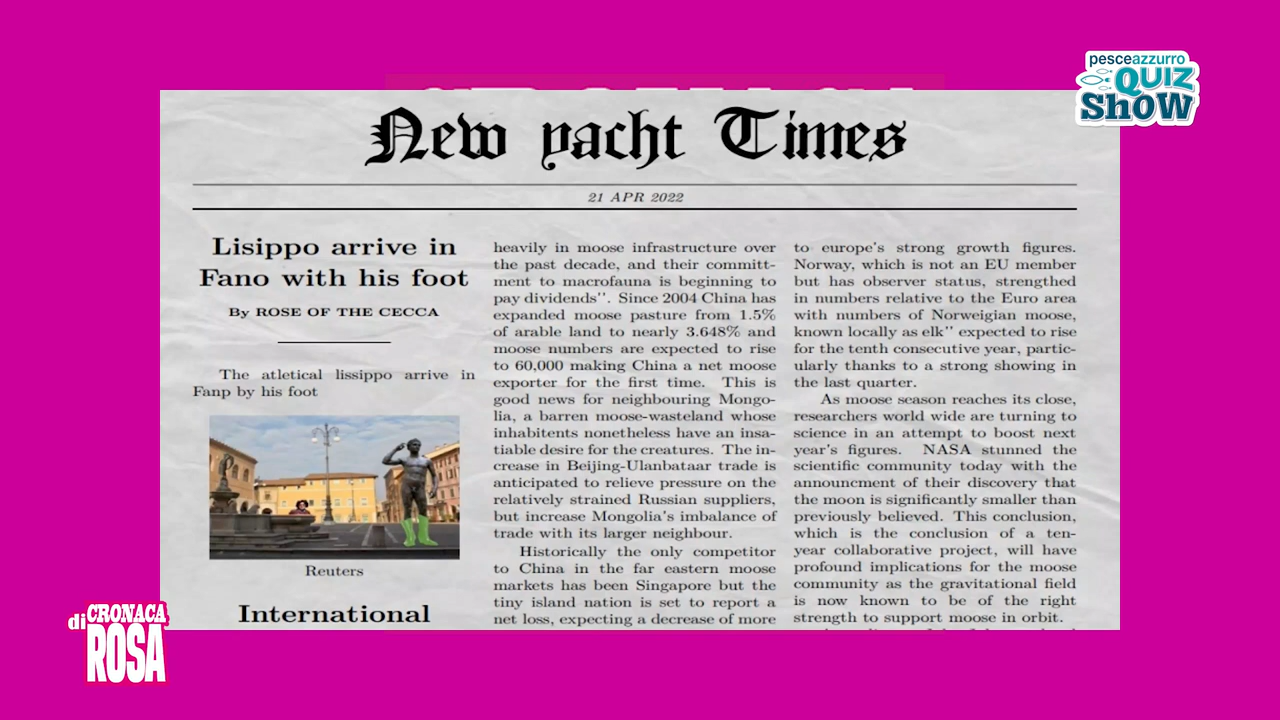 pesceazzurro
QUIZ
SHOW
New yacht Times
21 APR 2022
Lisippo arrive in
Fano with his foot
By ROSE OF THE CECCA
The atletical lissippo arrive in
Fanp by his foot
Reuters
International
heavily in moose infrastructure over
the past decade, and their committ-
ment to macrofauna is beginning to
pay dividends''. Since 2004 China has
expanded moose pasture from 1.5%
of arable land to nearly 3.648% and
moose numbers are expected to rise
to 60,000 making China a net moose
exporter for the first time. This is
good news for neighbouring Mongo-
lia, a barren moose-wasteland whose
inhabitents nonetheless have an insa-
tiable desire for the creatures. The in-
crease in Beijing-Ulanbataar trade is
anticipated to relieve pressure on the
relatively strained Russian suppliers,
but increase Mongolia's imbalance of
trade with its larger neighbour.
Historically the only competitor
to China in the far eastern moose
markets has been Singapore but the
tiny island nation is set to report a
net loss, expecting a decrease of more
to europe's strong growth figures.
Norway, which is not an EU member
but has observer status, strengthed
in numbers relative to the Euro area
with numbers of Norweigian moose,
known locally as elk'' expected to rise
for the tenth consecutive year, partic-
ularly thanks to a strong showing in
the last quarter.
As moose season reaches its close,
researchers world wide are turning to
science in an attempt to boost next
year's figures. NASA stunned the
scientific community today with the
announcment of their discovery that
the moon is significantly smaller than
previously believed. This conclusion,
which is the conclusion of a ten-
year collaborative project, will have
profound implications for the moose
community as the gravitational field
is now known to be of the right
strength to support moose in orbit.
di CRONACA
ROSA